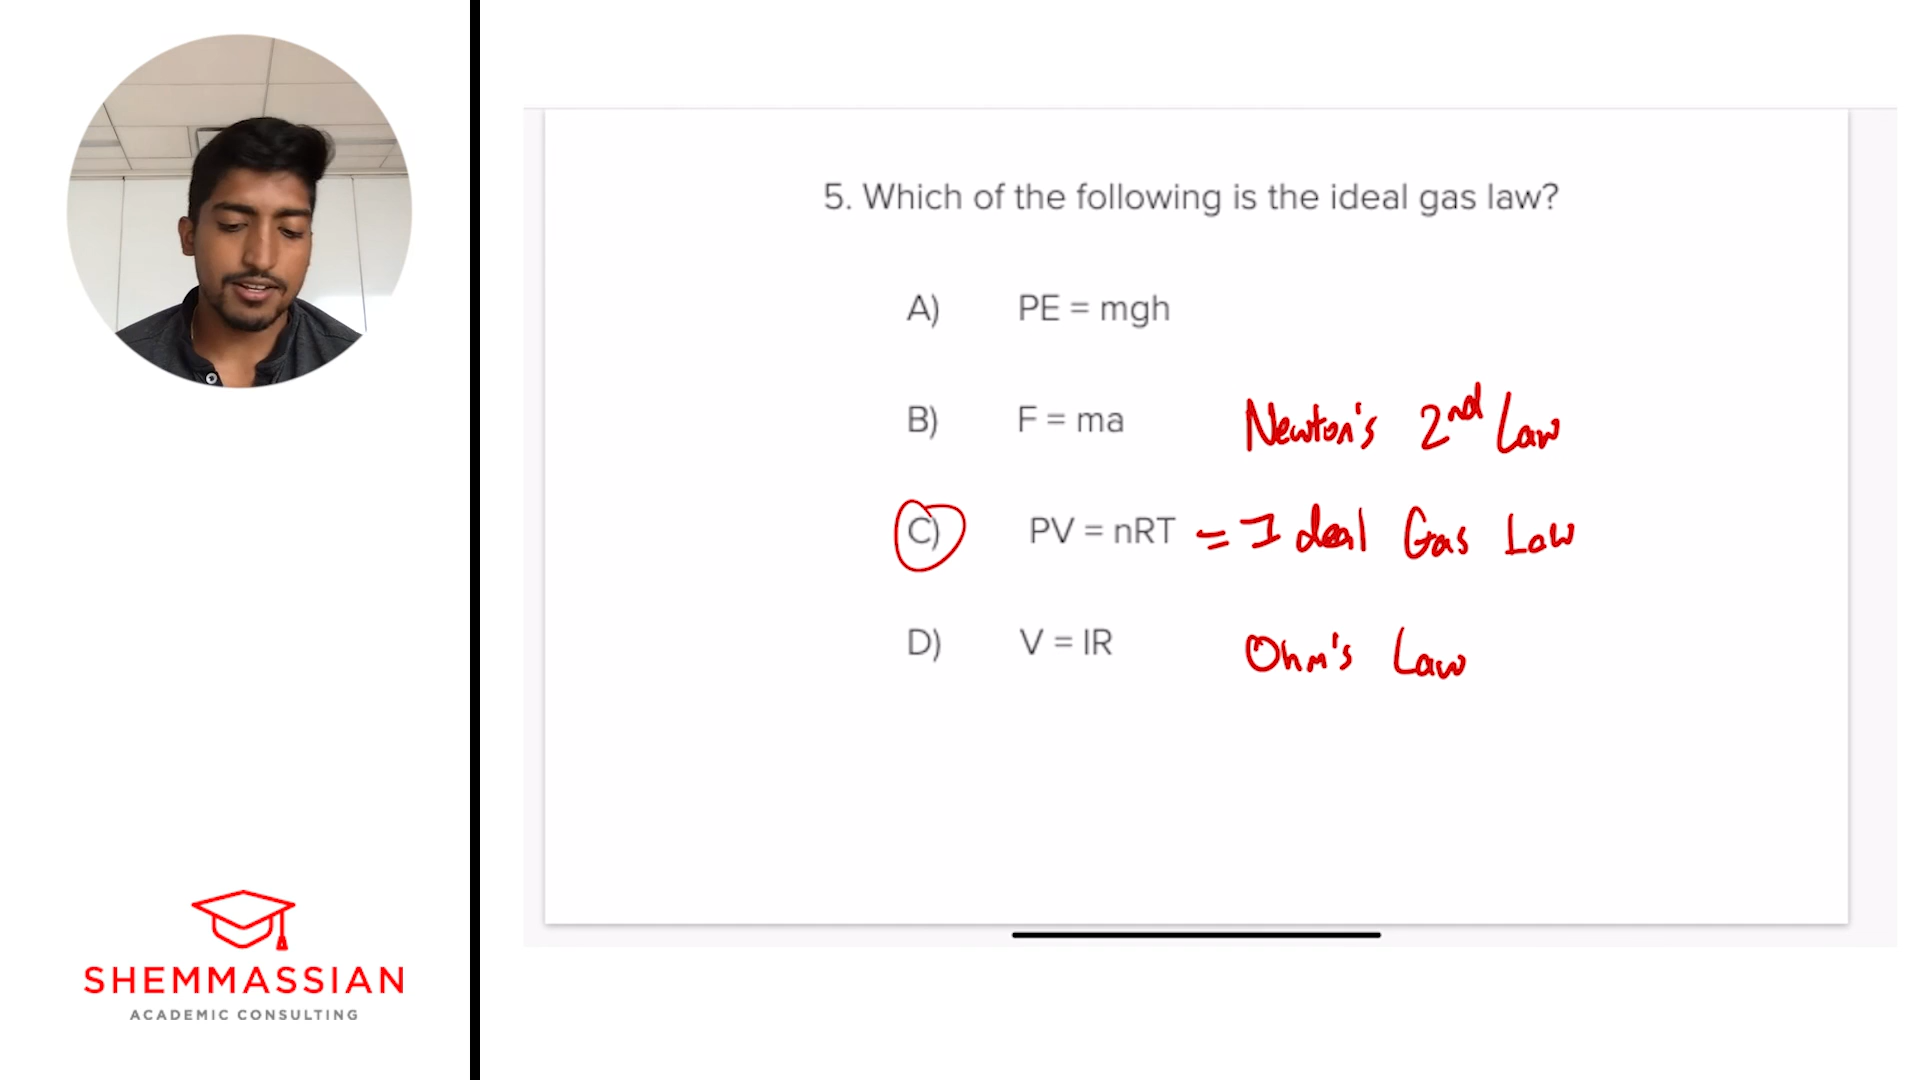 5. Which of the following is the ideal gas law?
A) PE = mgh
B) F = ma Newton's 2nd Law
C) PV = nRT = Ideal Gas Law
D) V = IR Ohm's Law
SHEMMASSIAN
ACADEMIC CONSULTING